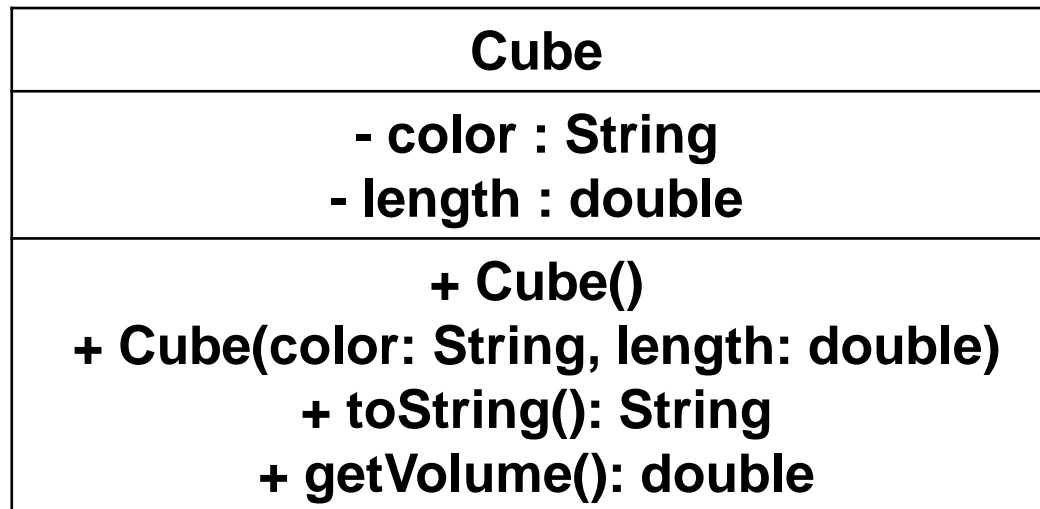 Cube
- color : String
- length : double
+ Cube()
+ Cube(color: String, length: double)
+ toString(): String
+ getVolume(): double